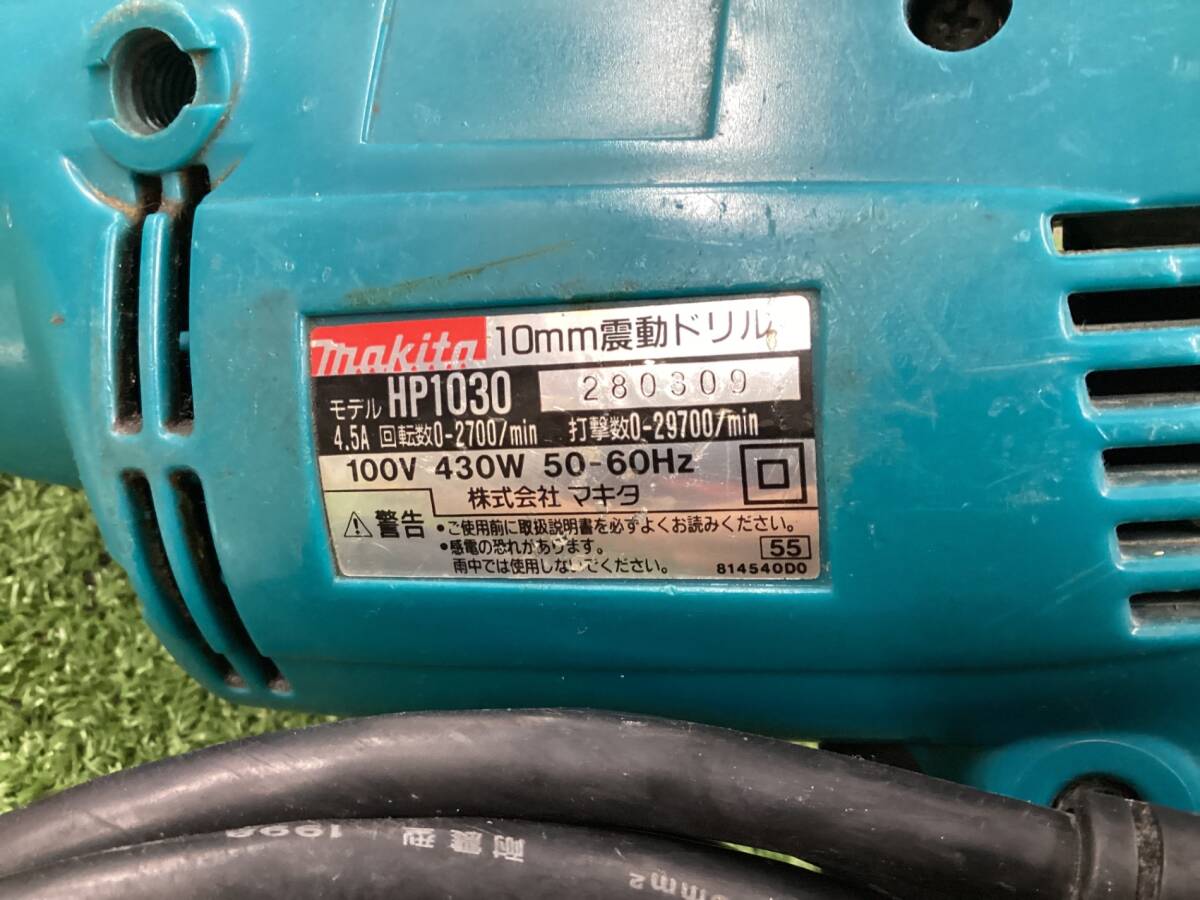 makita 10mm震動ドリル
モデル HP1030 280309
4.5A 回転数0-2700/min 打撃数0-29700/min
100V 430W 50-60Hz
株式会社 マキタ
⚠警告 •ご使用前に取扱説明書を必ずよくお読みください。
•感電の恐れがあります。 55
雨中では使用しないでください。 814540D0
mm²